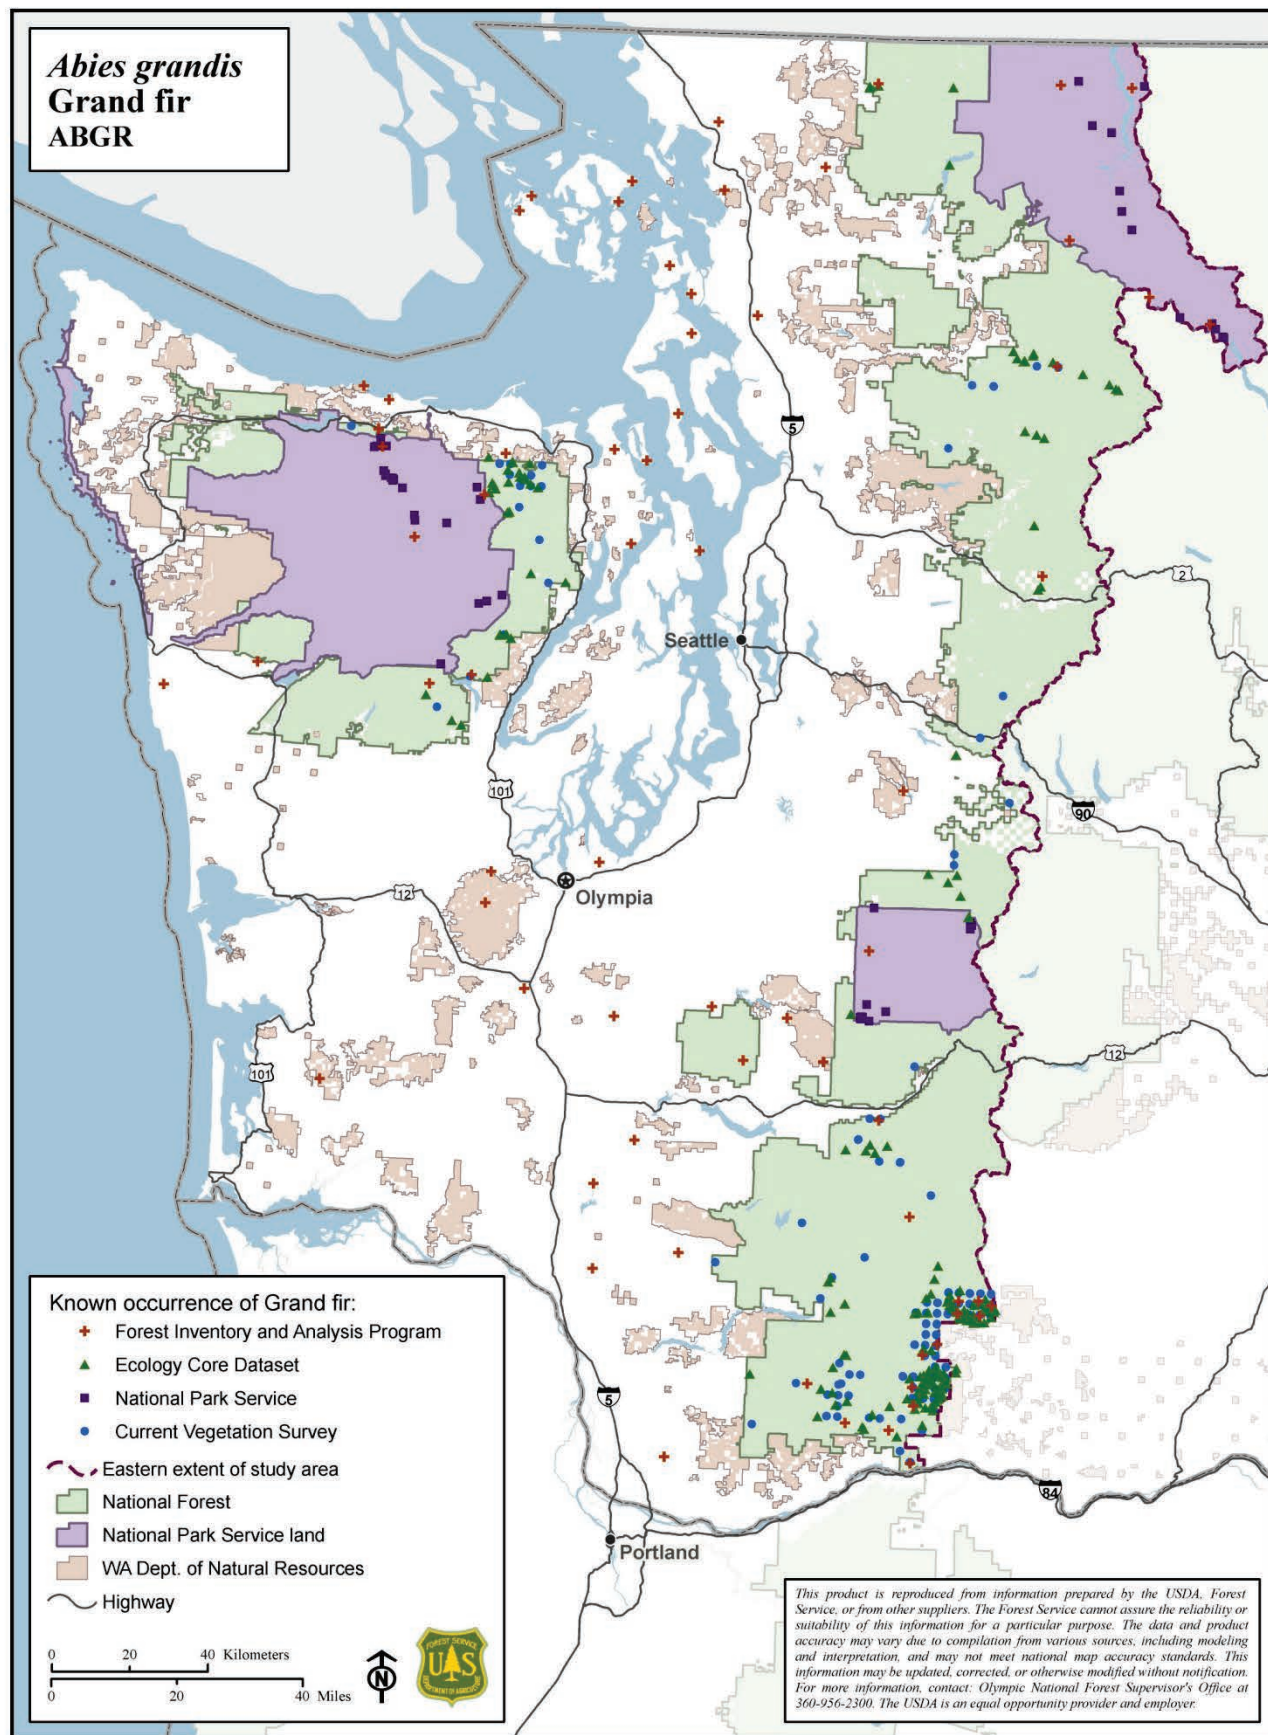 Abies grandis
Grand fir
ABGR
5
2
Seattle
101
90
12
Olympia
101
12
Known occurrence of Grand fir:
Forest Inventory and Analysis Program
Ecology Core Dataset
National Park Service
Current Vegetation Survey
Eastern extent of study area
National Forest
National Park Service land
WA Dept. of Natural Resources
Highway
0 20 40 Kilometers
0 20 40 Miles
N
FOREST SERVICE
U S
DEPARTMENT OF AGRICULTURE
5
84
Portland
This product is reproduced from information prepared by the USDA, Forest
Service, or from other suppliers. The Forest Service cannot assure the reliability or
suitability of this information for a particular purpose. The data and product
accuracy may vary due to compilation from various sources, including modeling
and interpretation, and may not meet national map accuracy standards. This
information may be updated, corrected, or otherwise modified without notification.
For more information, contact: Olympic National Forest Supervisor's Office at
360-956-2300. The USDA is an equal opportunity provider and employer.